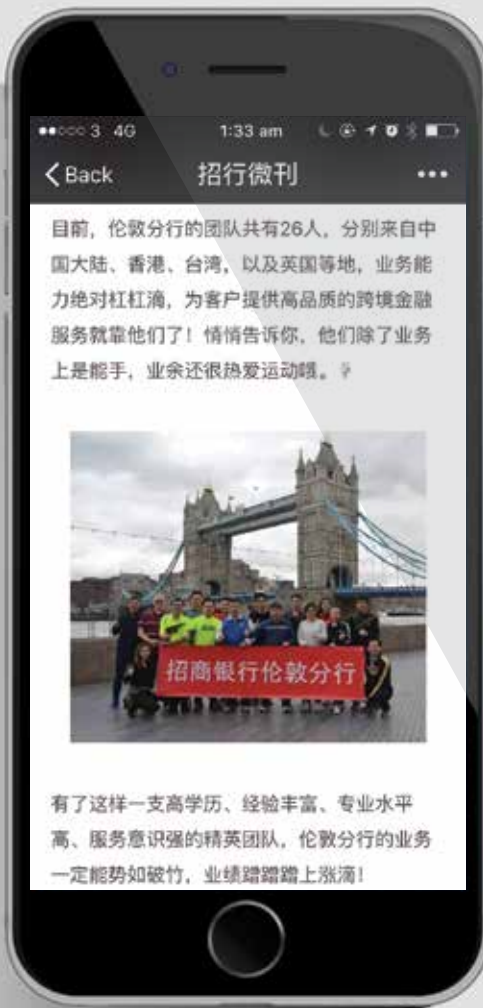 3 4G 1:33 am
Back 招行微刊
目前，伦敦分行的团队共有26人，分别来自中
国大陆、香港、台湾，以及英国等地，业务能
力绝对杠杠滴，为客户提供高品质的跨境金融
服务就靠他们了！悄悄告诉你，他们除了业务
上是能手，业余还很热爱运动哦。
招商银行伦敦分行
有了这样一支高学历、经验丰富、专业水平
高、服务意识强的精英团队，伦敦分行的业务
一定能势如破竹，业绩蹭蹭蹭上涨滴！